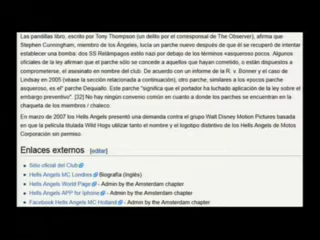 Las pandillas libro, escrito por Tony Thompson (un delito por el corresponsal de The Observer), afirma que
Stephen Cunningham, miembro de los Ángeles, lucía un parche nuevo después de que él se recuperó de intentar
establecer una bomba: dos SS Relámpagos estilo nazi por debajo de los términos «asqueroso pocos. Algunos
oficiales de la ley afirman que el parche sólo se concede a aquellos que hayan cometido, o están dispuestos a
comprometerse, el asesinato en nombre del club. De acuerdo con un informe de la R. v. Bonner y el caso de
Lindsay en 2005 (véase la sección relacionada a continuación), otro parche, similares a los «pocos parche
asqueroso, es el" parche Dequiallo. Este parche "significa que el portador ha luchado aplicación de la ley sobre el
embargo preventivo". [32] No hay ningún convenio común en cuanto a donde los parches se encuentran en la
chaqueta de los miembros / chaleco.
En marzo de 2007 los Hells Angels presentó una demanda contra el grupo Walt Disney Motion Pictures basada
en que la película titulada Wild Hogs utilizar tanto el nombre y el logotipo distintivo de los Hells Angels de Motos
Corporación sin permiso
Enlaces externos [editar]
Sitio oficial del Club
Hells Angels MC Londres Biografía (Inglés)
Hells Angels World Page - Admin by the Amsterdam chapter
Hells Angels APP for Iphone - Admin by the Amsterdam chapter
Facebook Hells Angels MC Holland - Admin by the Amsterdam chapter